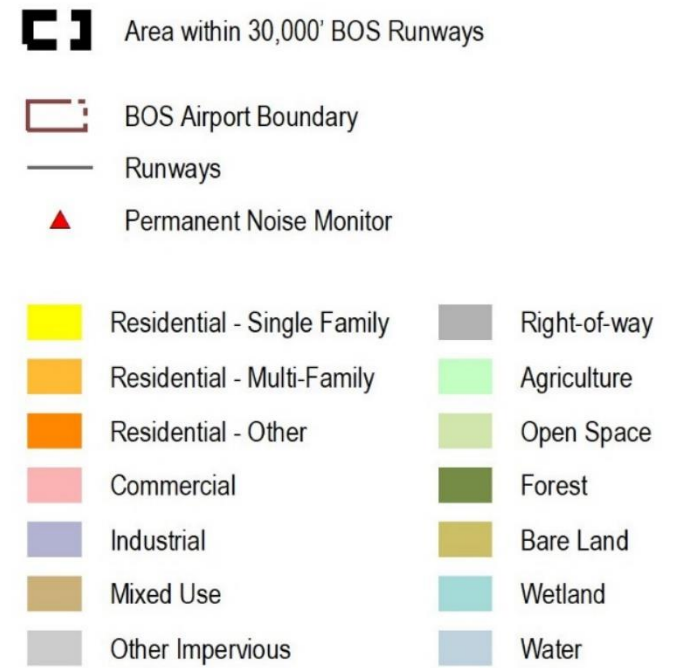 Area within 30,000' BOS Runways
BOS Airport Boundary
Runways
Permanent Noise Monitor
Residential - Single Family
Residential - Multi-Family
Residential - Other
Commercial
Industrial
Mixed Use
Other Impervious
Right-of-way
Agriculture
Open Space
Forest
Bare Land
Wetland
Water